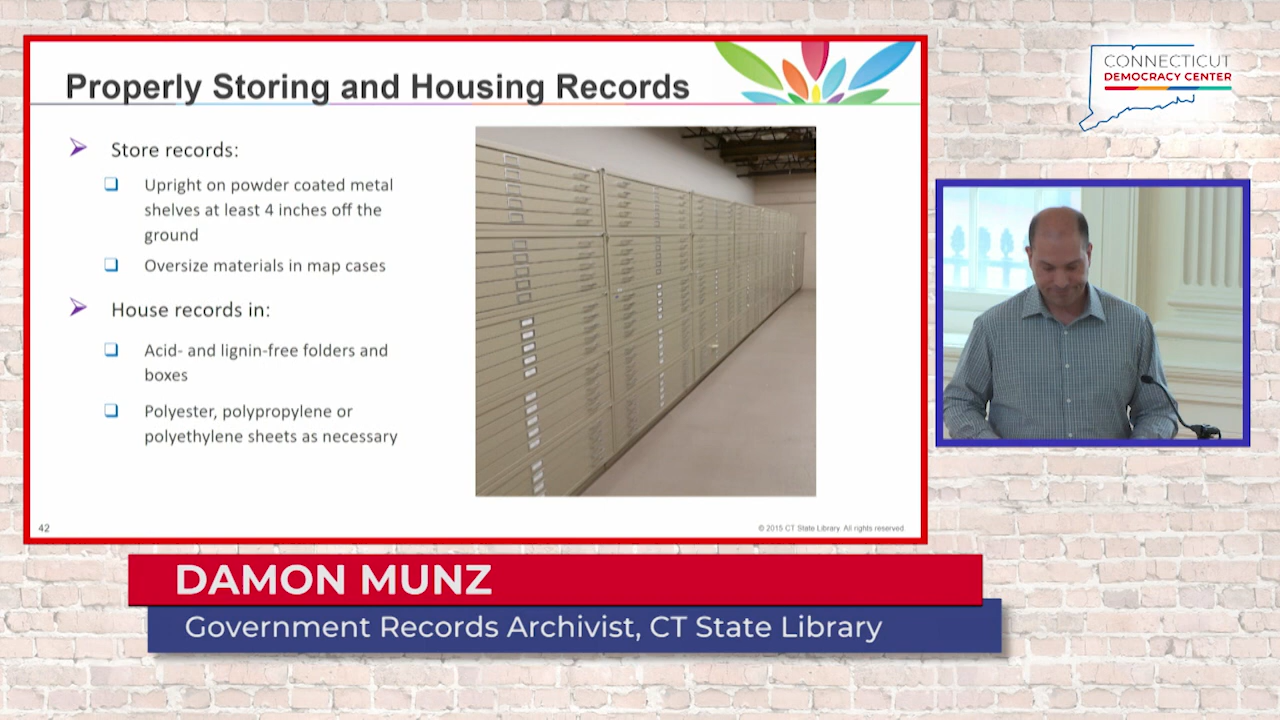 Properly Storing and Housing Records
Store records:
Upright on powder coated metal
shelves at least 4 inches off the
ground
Oversize materials in map cases
House records in:
Acid- and lignin-free folders and
boxes
Polyester, polypropylene or
polyethylene sheets as necessary
42
© 2015 CT State Library. All rights reserved
CONNECTICUT
DEMOCRACY CENTER
DAMON MUNZ
Government Records Archivist, CT State Library